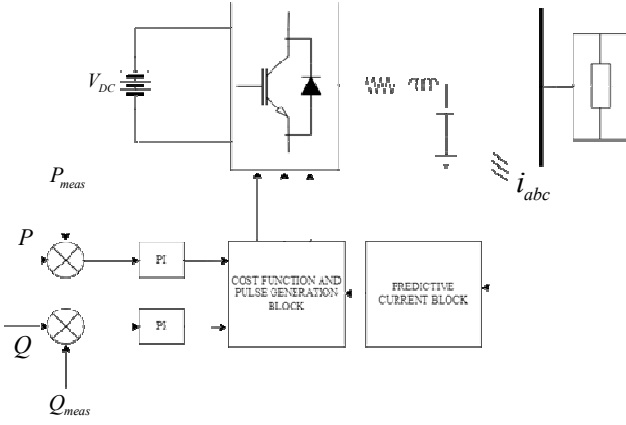 V_DC
P_meas
i_abc
P
PI
COST FUNCTION AND
PULSE GENERATION
BLOCK
PREDICTIVE
CURRENT BLOCK
PI
Q
Q_meas